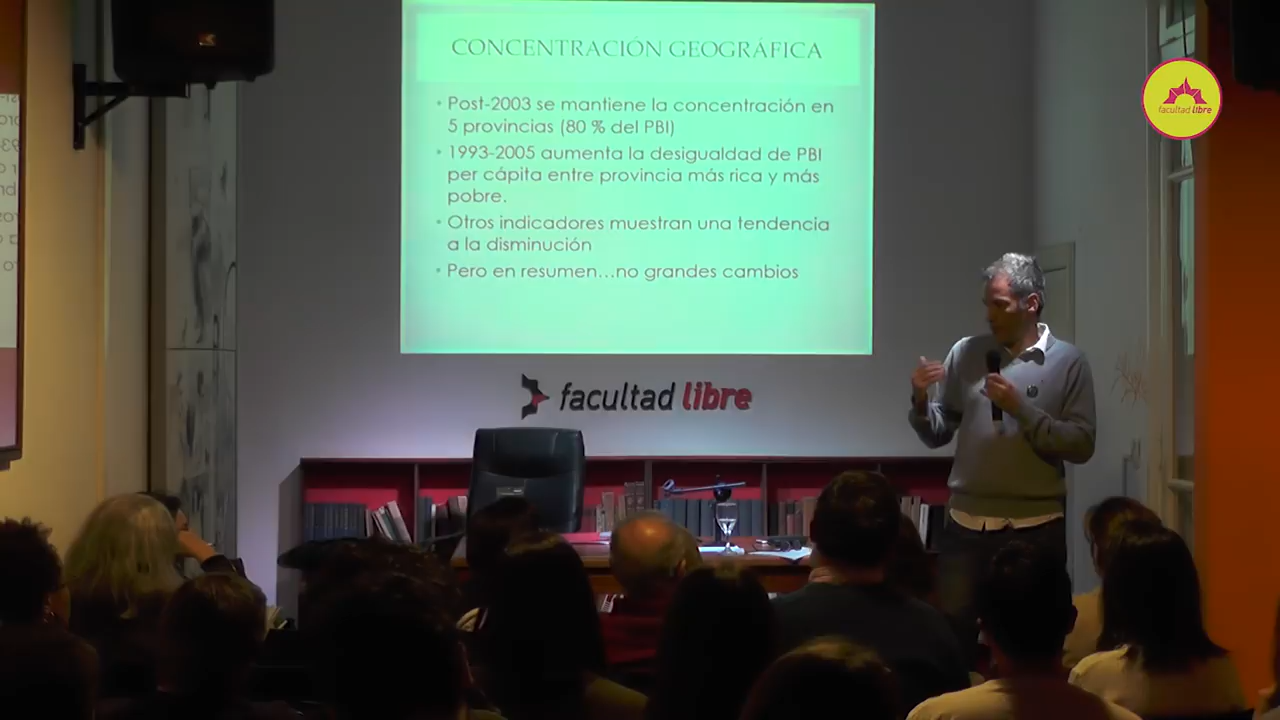 CONCENTRACIÓN GEOGRÁFICA
• Post-2003 se mantiene la concentración en
5 provincias (80 % del PBI)
• 1993-2005 aumenta la desigualdad de PBI
per cápita entre provincia más rica y más
pobre.
• Otros indicadores muestran una tendencia
a la disminución
• Pero en resumen...no grandes cambios
facultad libre
facultad libre